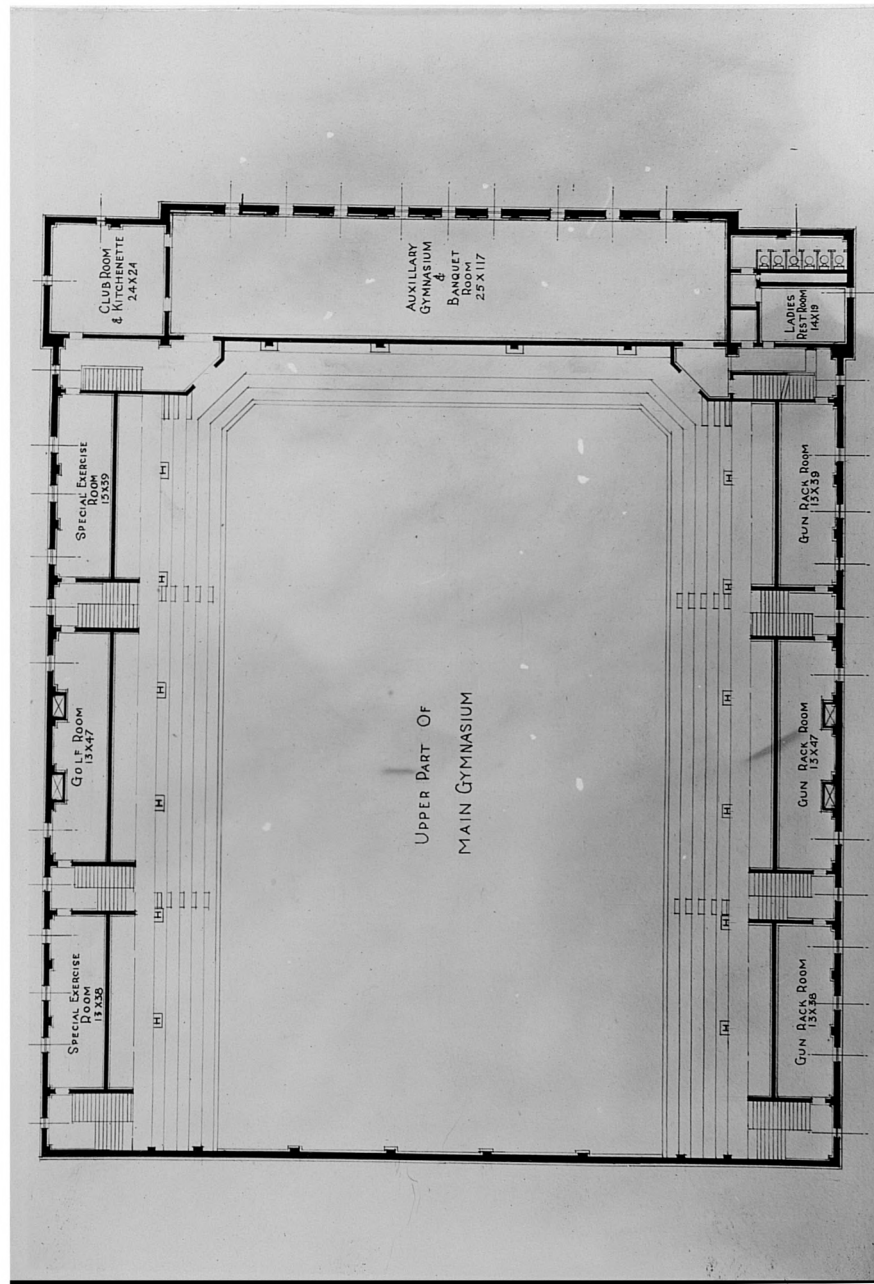 CLUB ROOM
& KITCHENETTE
24X24
AUXILLARY
GYMNASIUM
&
BANQUET
ROOM
25X117
LADIES
REST ROOM
14X19
SPECIAL EXERCISE
ROOM
13X39
GUN RACK ROOM
13X39
GOLF ROOM
13X47
UPPER PART OF
MAIN GYMNASIUM
GUN RACK ROOM
13X47
SPECIAL EXERCISE
ROOM
13X38
GUN RACK ROOM
13X38
H
H
H
H
H
H
H
H
H
H
H
H